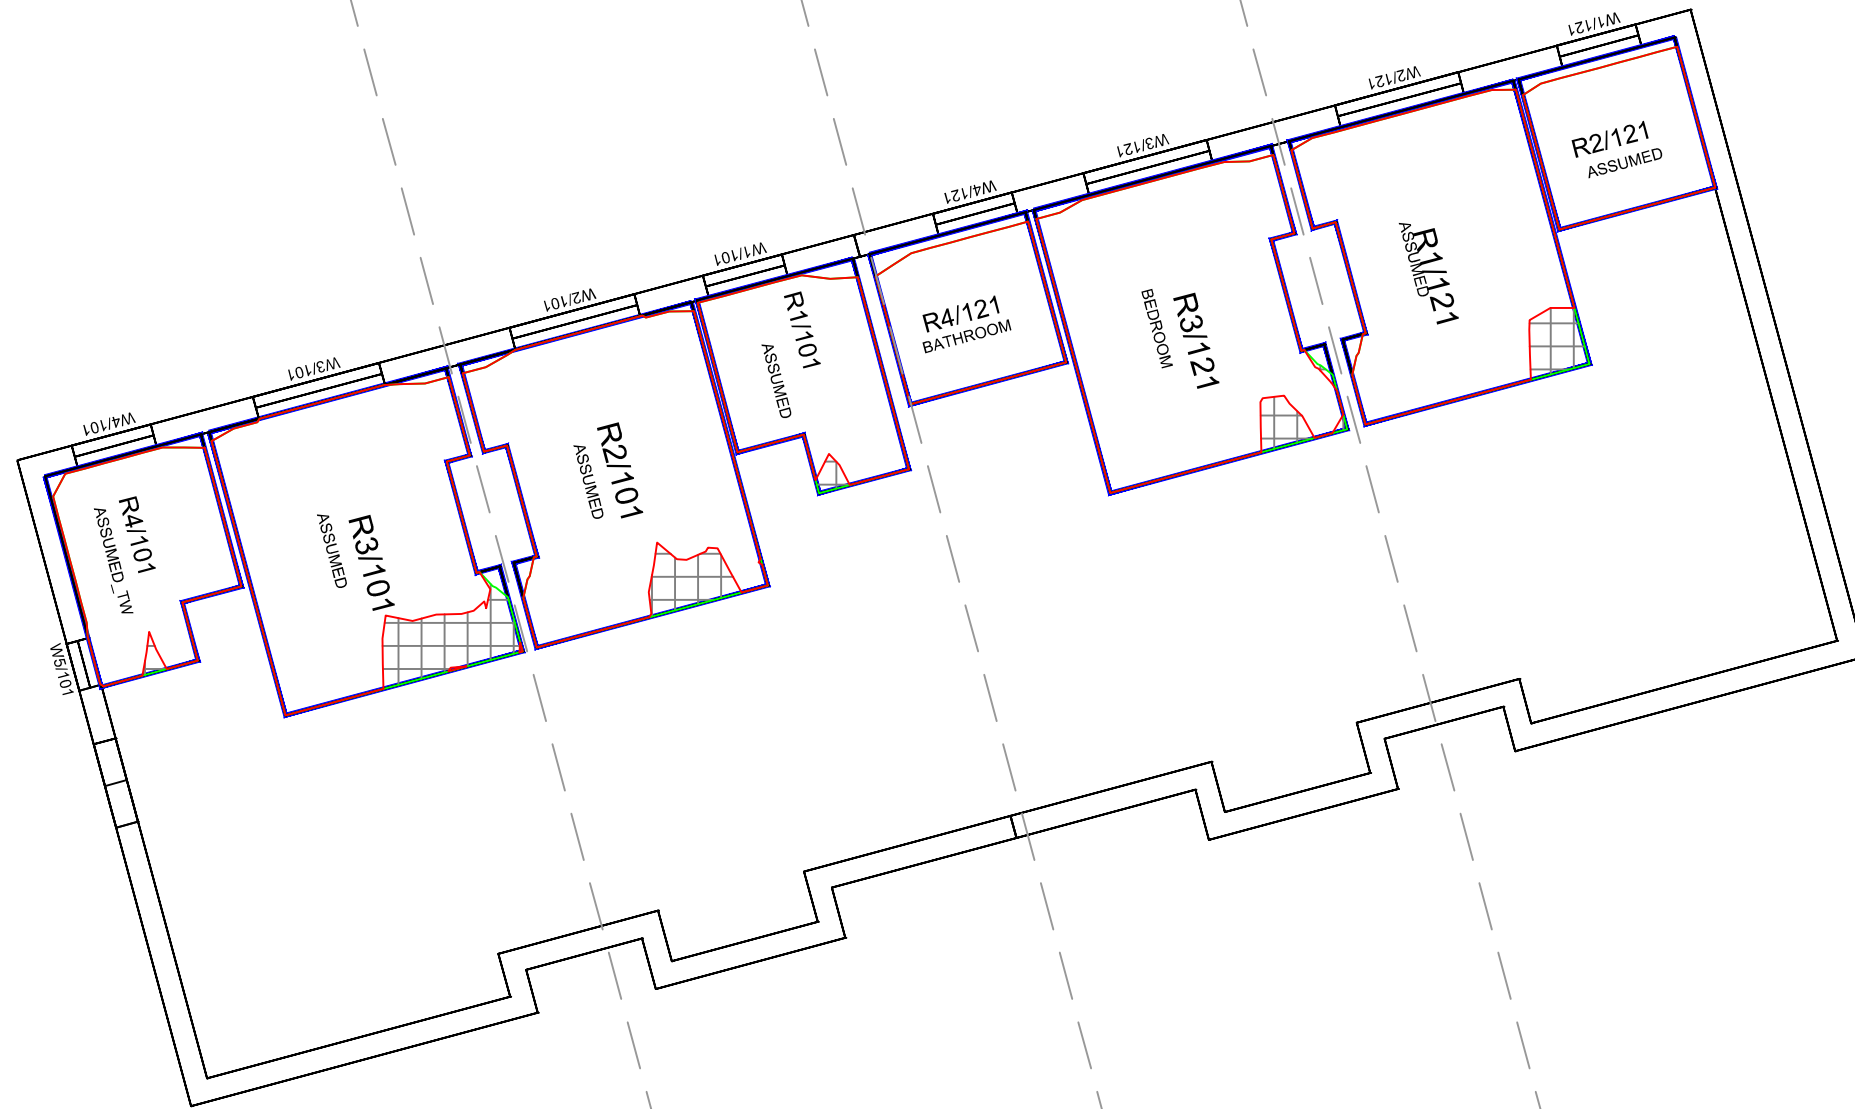 W1/121
W2/121
W3/121
W4/121
W1/101
W2/101
W3/101
W4/101
W5/101
R2/121
ASSUMED
R1/121
ASSUMED
R3/121
BEDROOM
R4/121
BATHROOM
R1/101
ASSUMED
R2/101
ASSUMED
R3/101
ASSUMED
R4/101
ASSUMED_TW